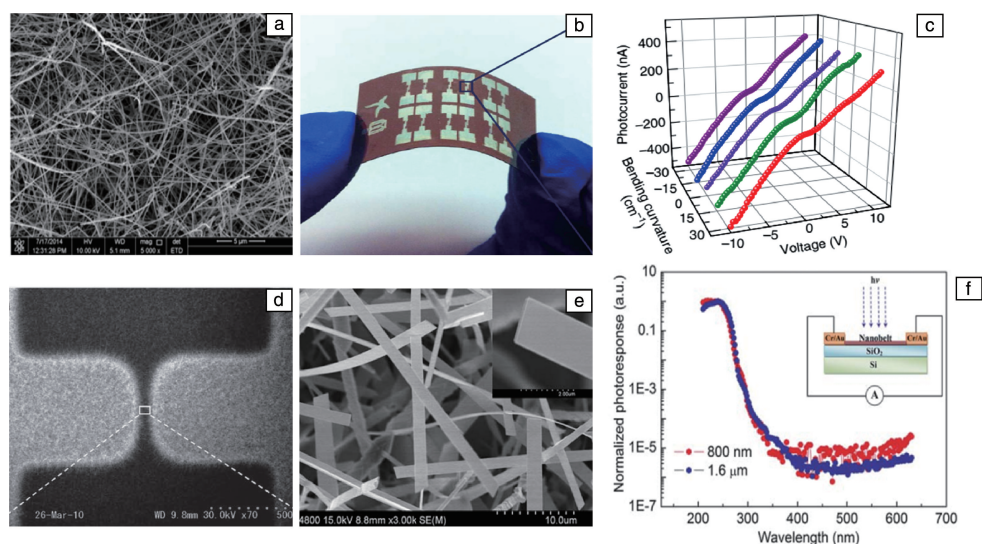 a
7/17/2014
12:31:28 PM
HV
10.00 kV
WD
5.1 mm
mag
5 000 x
det
ETD
5 μm
b
c
Photocurrent (nA)
400
200
0
−200
−400
−30
−15
0
15
30
Bending curvature
(cm⁻¹)
−10
−5
0
5
10
Voltage (V)
d
26-Mar-10
WD 9.8mm 30.0kV x70
500
e
4800 15.0kV 8.8mm x3.00k SE(M)
10.0um
2.00um
f
Normalized photoresponse (a.u.)
10
0.1
1E-3
1E-5
1E-7
hν
Cr/Au
Nanobelt
Cr/Au
SiO₂
Si
A
800 nm
1.6 μm
200
300
400
500
600
700
Wavelength (nm)